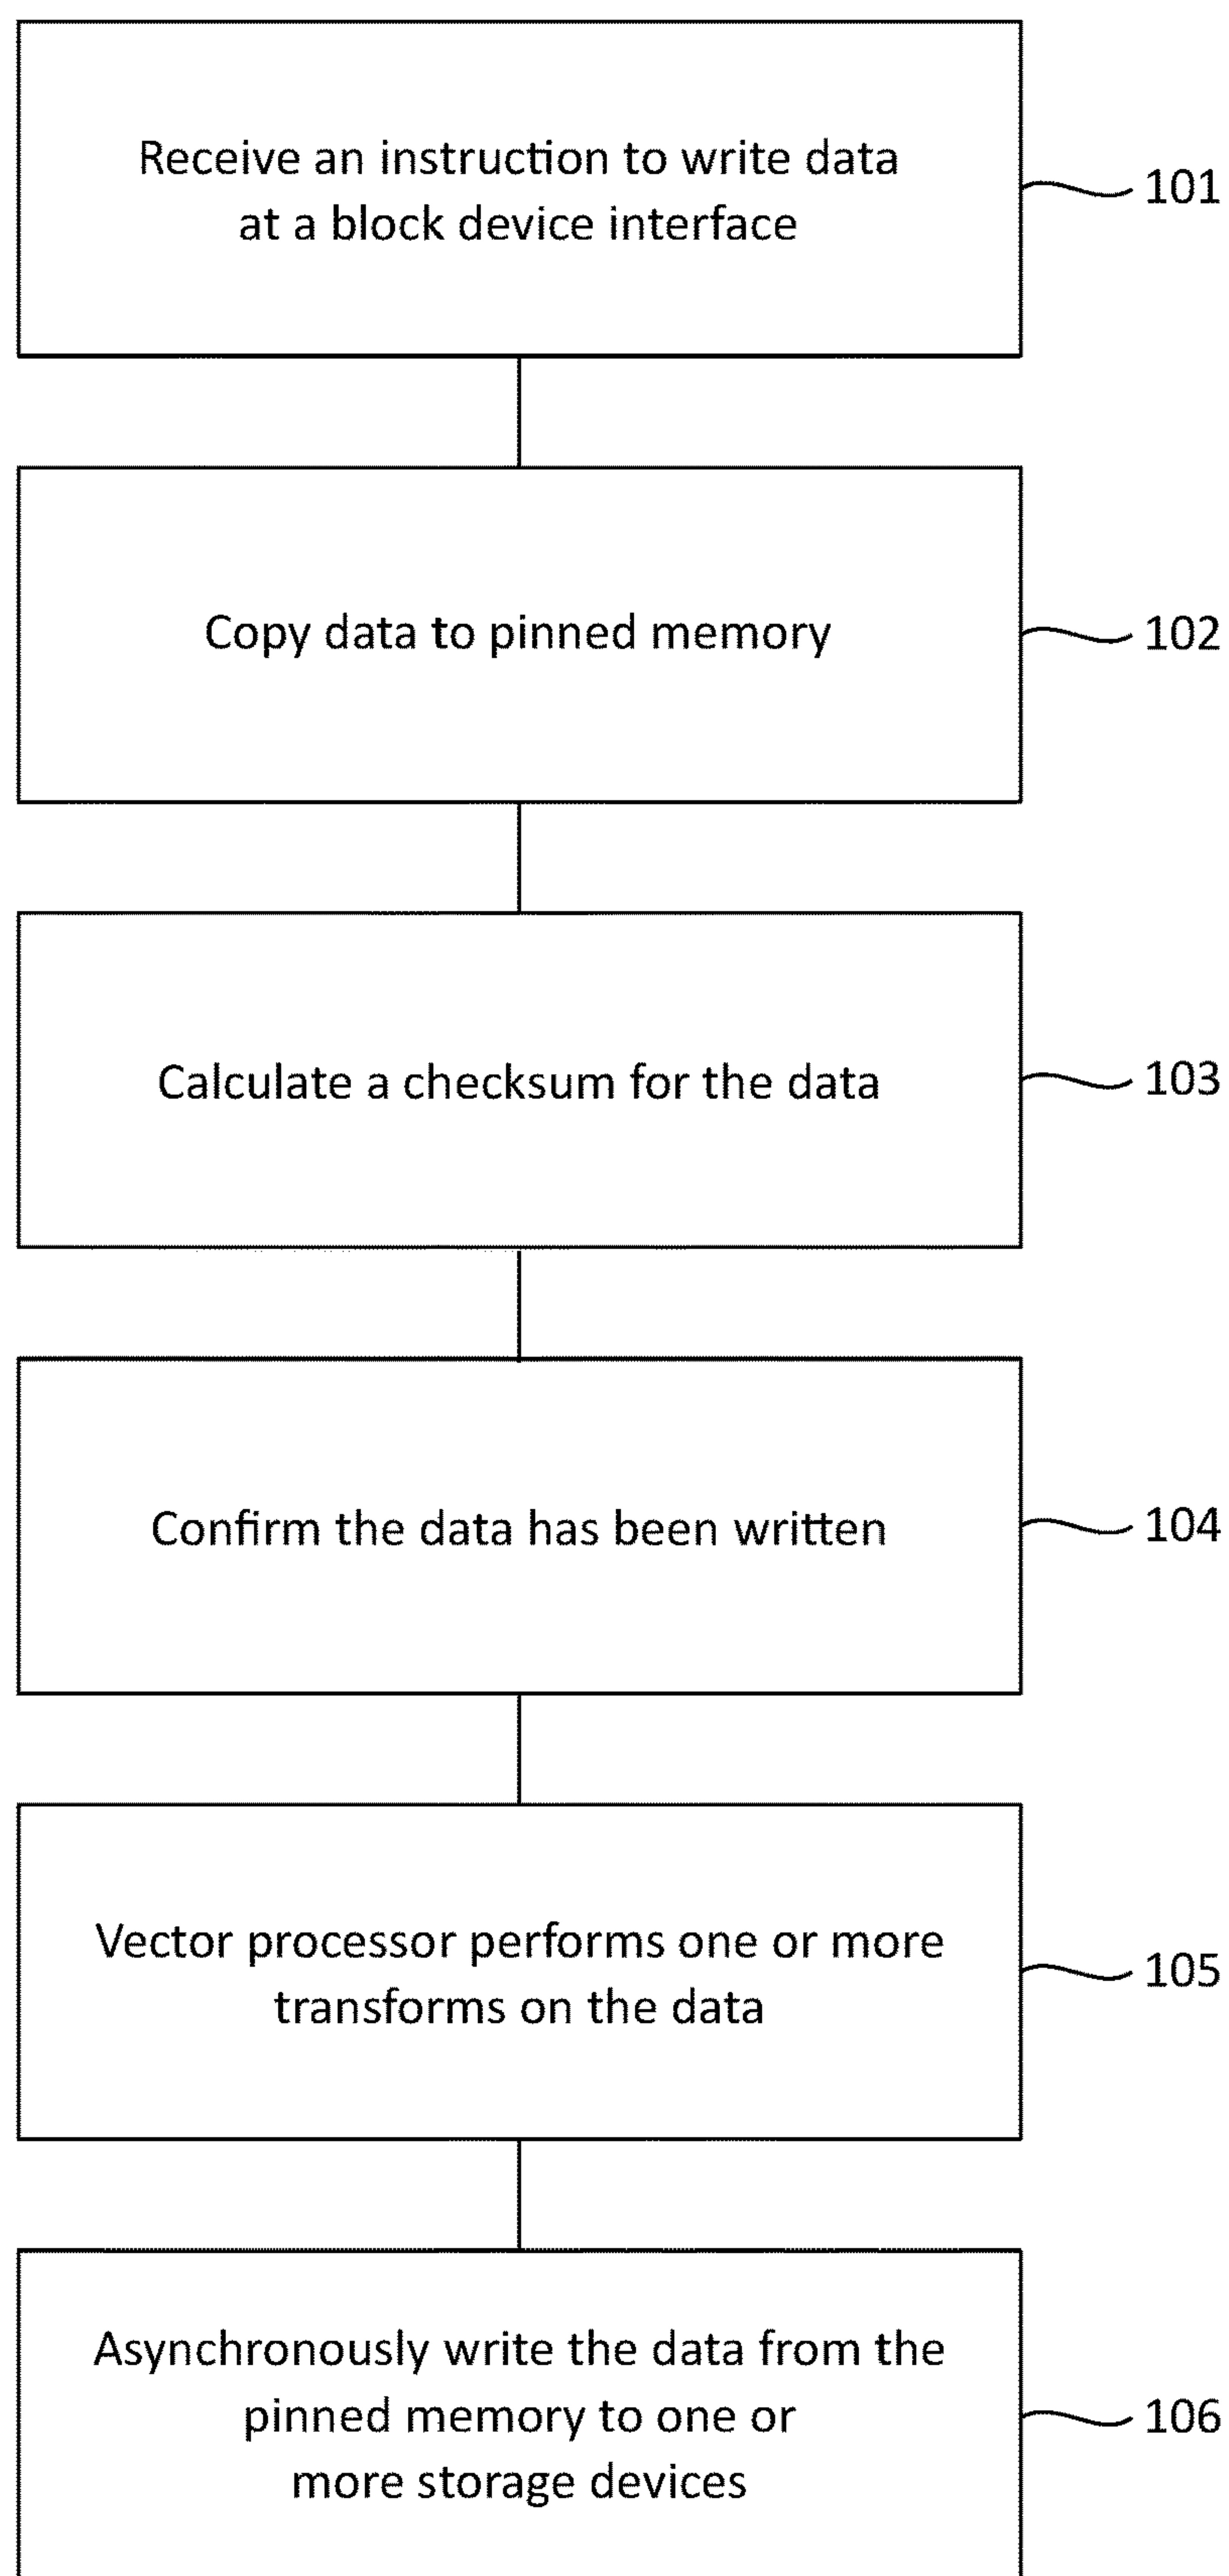 Receive an instruction to write data
at a block device interface
101
Copy data to pinned memory
102
Calculate a checksum for the data
103
Confirm the data has been written
104
Vector processor performs one or more
transforms on the data
105
Asynchronously write the data from the
pinned memory to one or
more storage devices
106